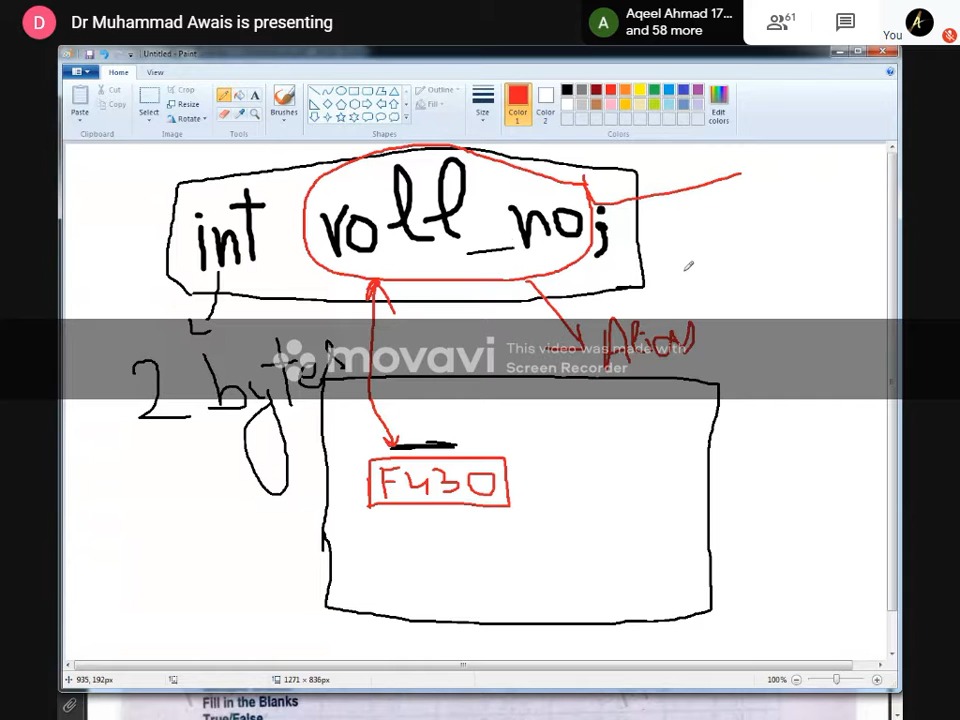 D Dr Muhammad Awais is presenting
A Aqeel Ahmad 17...
and 58 more
61
You
Untitled - Paint
Home View
Paste
Cut
Copy
Select
Crop
Resize
Rotate
A
Brushes
Outline
Fill
Size
Color 1
Color 2
Edit colors
Clipboard Image Tools Shapes Colors
int roll_no;
movavi
This video was made with
Screen Recorder
2 bytes
F430
935, 192px
1271 × 836px
100%
Fill in the Blanks
True/False